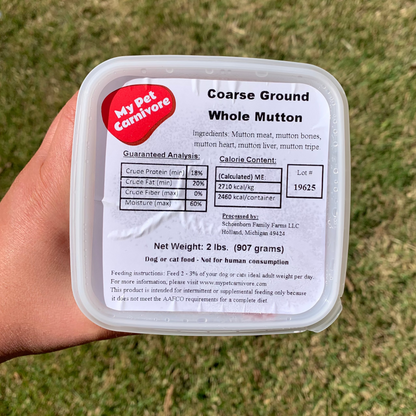 My Pet
Carnivore
Coarse Ground
Whole Mutton
Ingredients: Mutton meat, mutton bones,
mutton heart, mutton liver, mutton tripe
Guaranteed Analysis:
Crude Protein (min) 18%
Crude Fat (min) 20%
Crude Fiber (max) 0%
Moisture (max) 60%
Calorie Content:
(Calculated) ME:
2710 kcal/kg
2460 kcal/container
Lot #
19625
Processed by:
Schoenborn Family Farms LLC
Holland, Michigan 49424
Net Weight: 2 lbs. (907 grams)
Dog or cat food - Not for human consumption
Feeding instructions: Feed 2 - 3% of your dog or cats ideal adult weight per day.
For more information, please visit www.mypetcarnivore.com
This product is intended for intermittent or supplemental feeding only because
it does not meet the AAFCO requirements for a complete diet